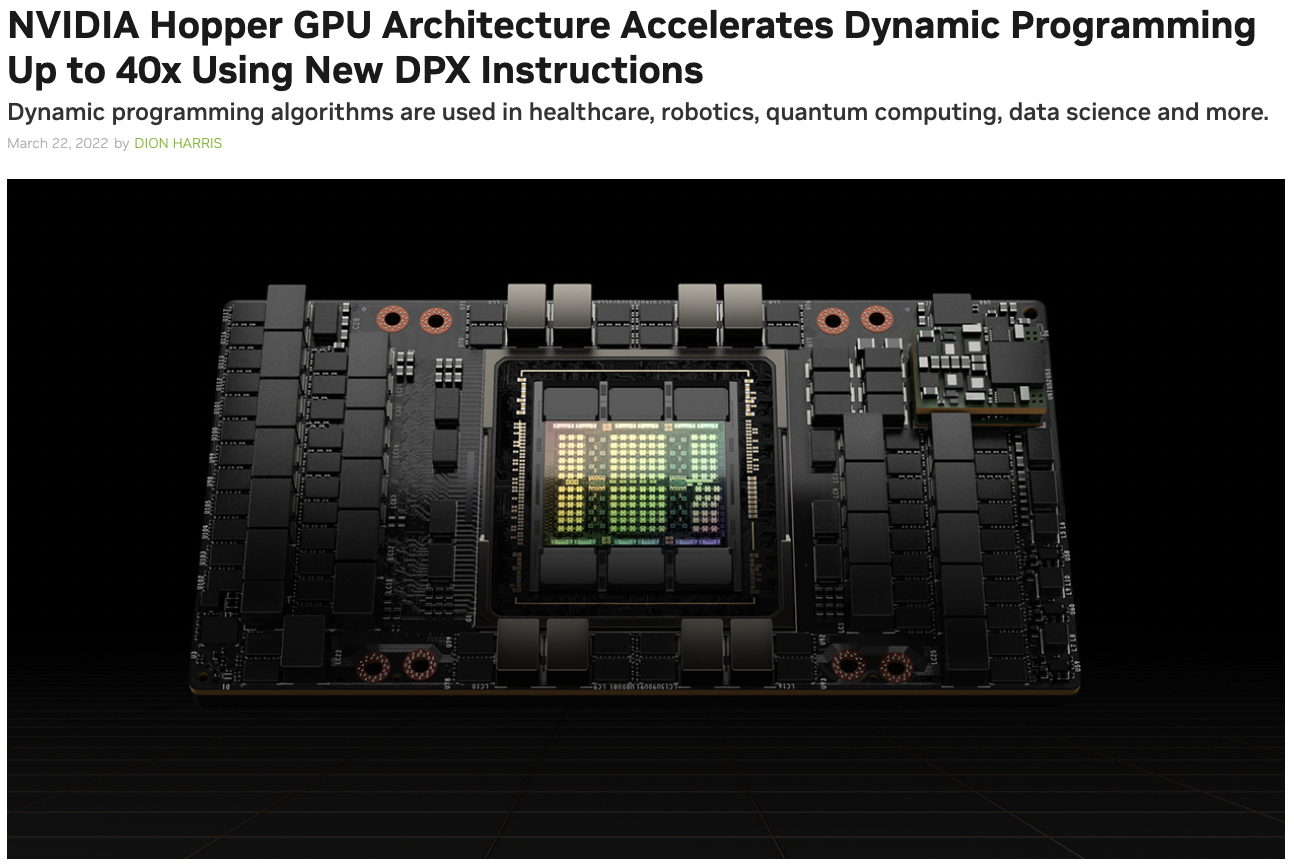 NVIDIA Hopper GPU Architecture Accelerates Dynamic Programming
Up to 40x Using New DPX Instructions
Dynamic programming algorithms are used in healthcare, robotics, quantum computing, data science and more.
March 22, 2022 by DION HARRIS